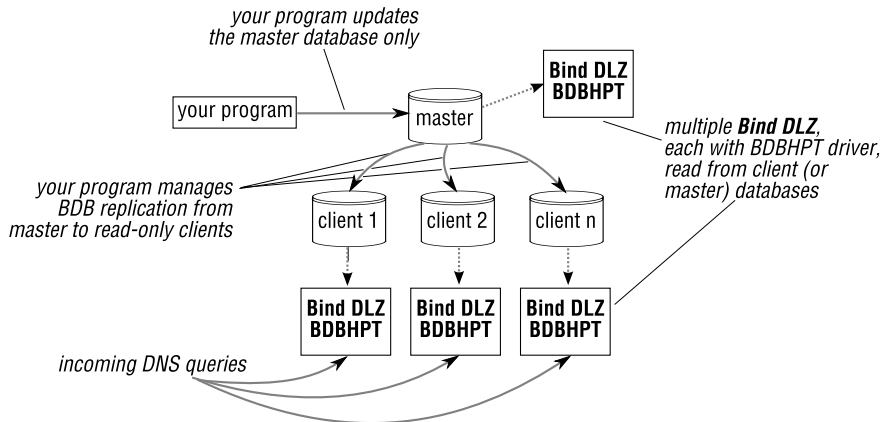 your program updates
the master database only
Bind DLZ
BDBHPT
your program
master
multiple Bind DLZ,
each with BDBHPT driver,
read from client (or
master) databases
your program manages
BDB replication from
master to read-only clients
client 1
client 2
client n
Bind DLZ
BDBHPT
Bind DLZ
BDBHPT
Bind DLZ
BDBHPT
incoming DNS queries